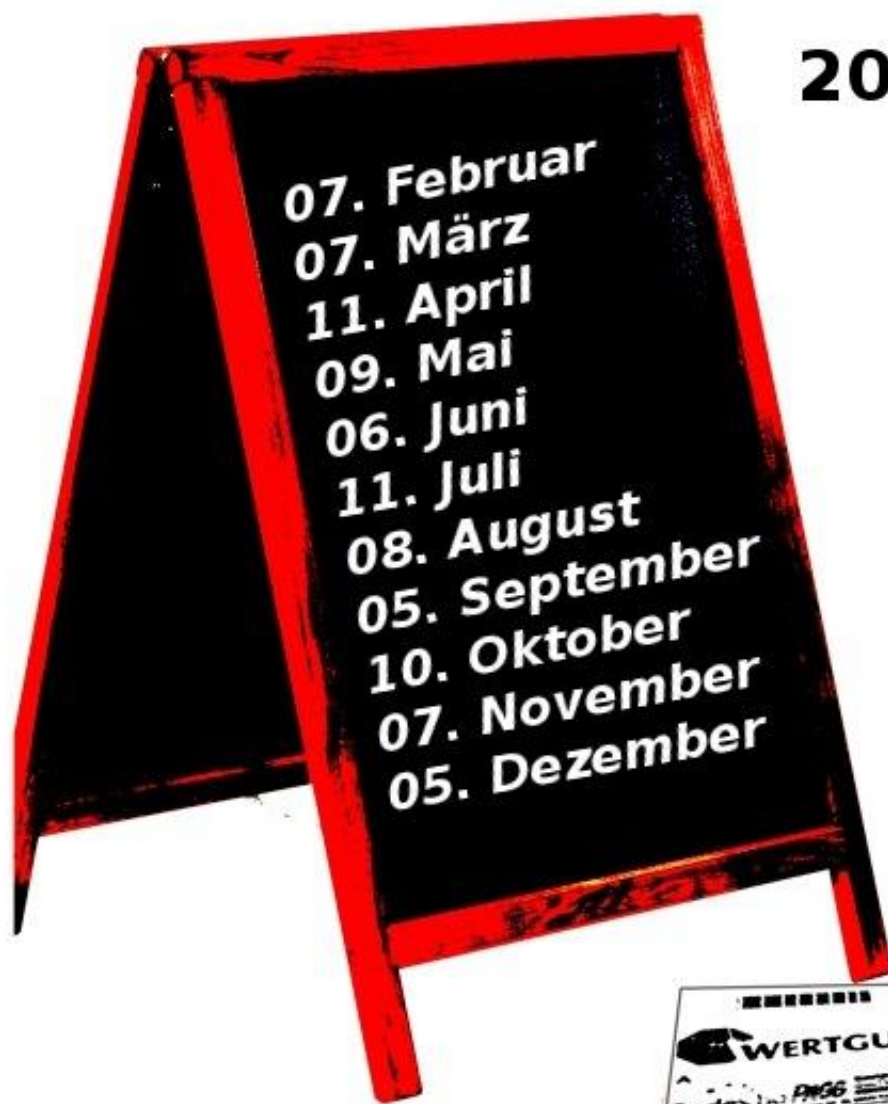 20
07. Februar
07. März
11. April
09. Mai
06. Juni
11. Juli
08. August
05. September
10. Oktober
07. November
05. Dezember
WERTGU